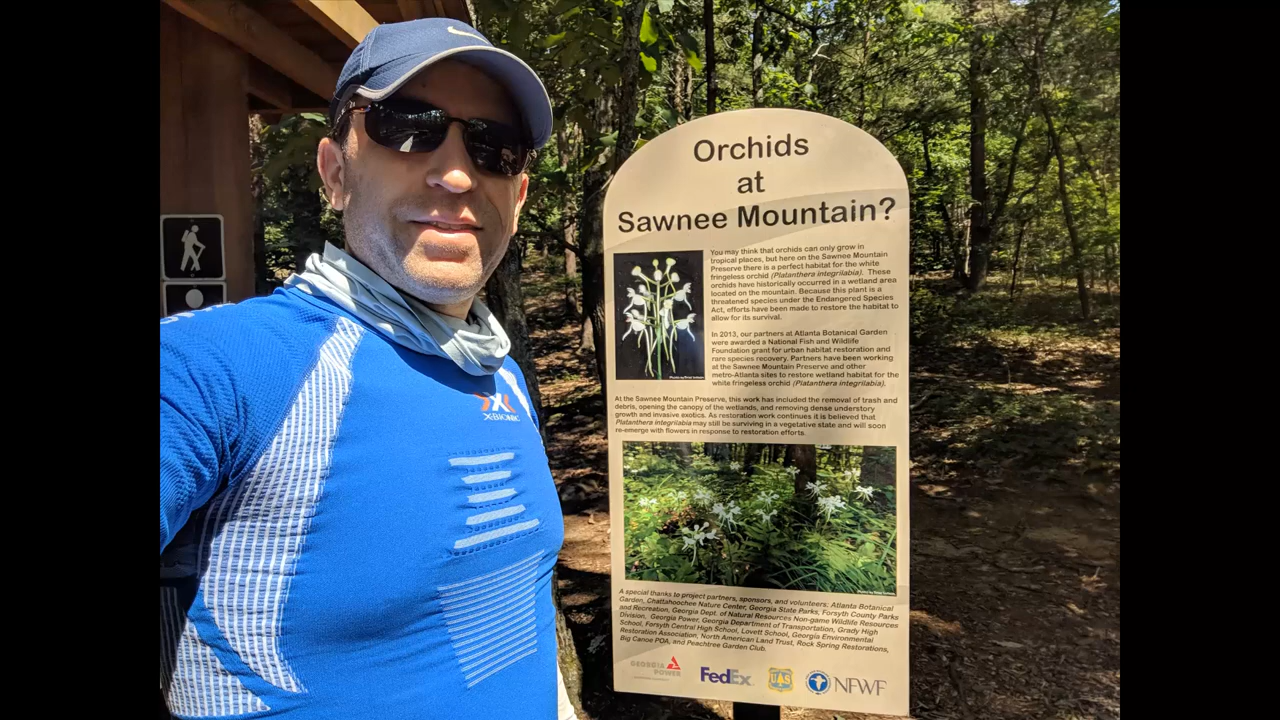 Orchids
at
Sawnee Mountain?
You may think that orchids can only grow in
tropical places, but here on the Sawnee Mountain
Preserve there is a perfect habitat for the white
fringeless orchid (Platanthera integrilabia). These
orchids have historically occurred in a wetland area
located on the mountain. Because this plant is a
threatened species under the Endangered Species
Act, efforts have been made to restore the habitat to
allow for its survival.
In 2013, our partners at Atlanta Botanical Garden
were awarded a National Fish and Wildlife
Foundation grant for urban habitat restoration and
rare species recovery. Partners have been working
at the Sawnee Mountain Preserve and other
metro-Atlanta sites to restore wetland habitat for the
white fringeless orchid (Platanthera integrilabia).
At the Sawnee Mountain Preserve, this work has included the removal of trash and
debris, opening the canopy of the wetlands, and removing dense understory
growth and invasive exotics. As restoration work continues it is believed that
Platanthera integrilabia may still be surviving in a vegetative state and will soon
re-emerge with flowers in response to restoration efforts.
A special thanks to project partners, sponsors, and volunteers: Atlanta Botanical
Garden, Chattahoochee Nature Center, Georgia State Parks, Forsyth County Parks
and Recreation, Georgia Dept. of Natural Resources Non-game Wildlife Resources
Division, Georgia Power, Georgia Department of Transportation, Grady High
School, Forsyth Central High School, Lovett School, Georgia Environmental
Restoration Association, North American Land Trust, Rock Spring Restorations,
Big Canoe POA, and Peachtree Garden Club.
GEORGIA
POWER
FedEx
UAS
NFWF
X-BIONIC